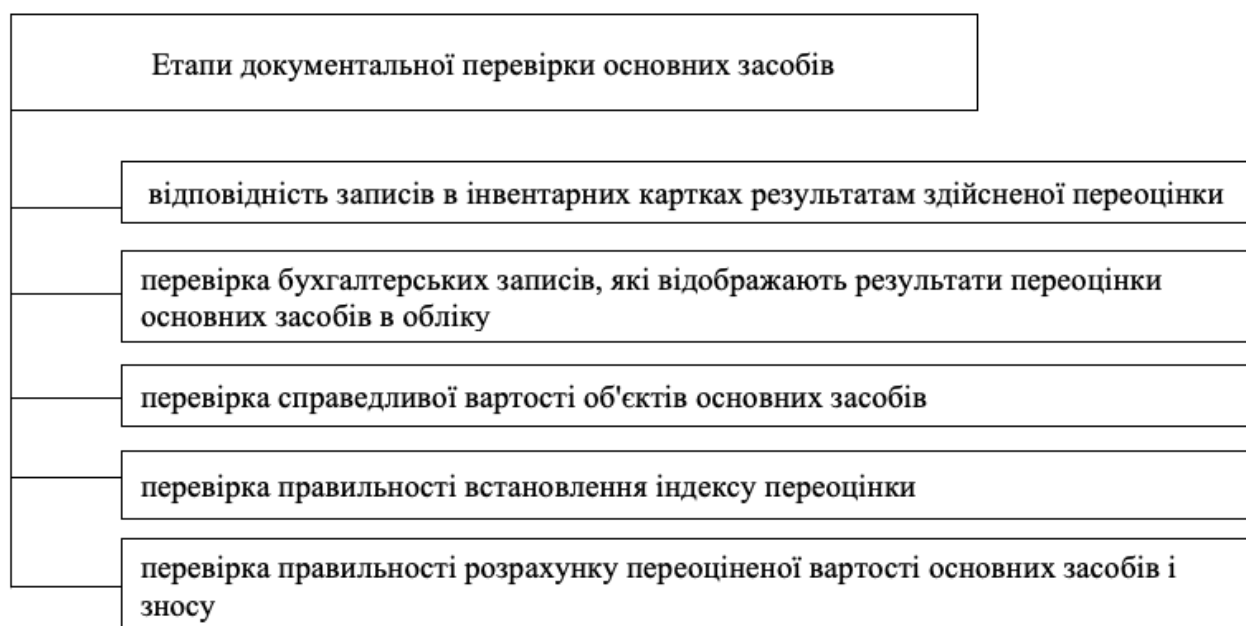 Етапи документальної перевірки основних засобів
відповідність записів в інвентарних картках результатам здійсненої переоцінки
перевірка бухгалтерських записів, які відображають результати переоцінки
основних засобів в обліку
перевірка справедливої вартості об'єктів основних засобів
перевірка правильності встановлення індексу переоцінки
перевірка правильності розрахунку переоціненої вартості основних засобів і
зносу